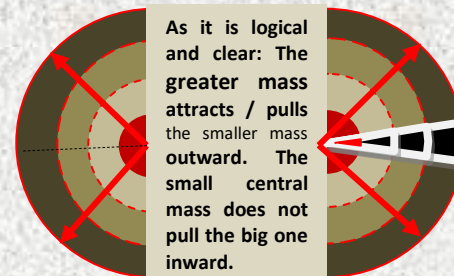 As it is logical
and clear: The
greater mass
attracts / pulls
the smaller mass
outward. The
small central
mass does not
pull the big one
inward.